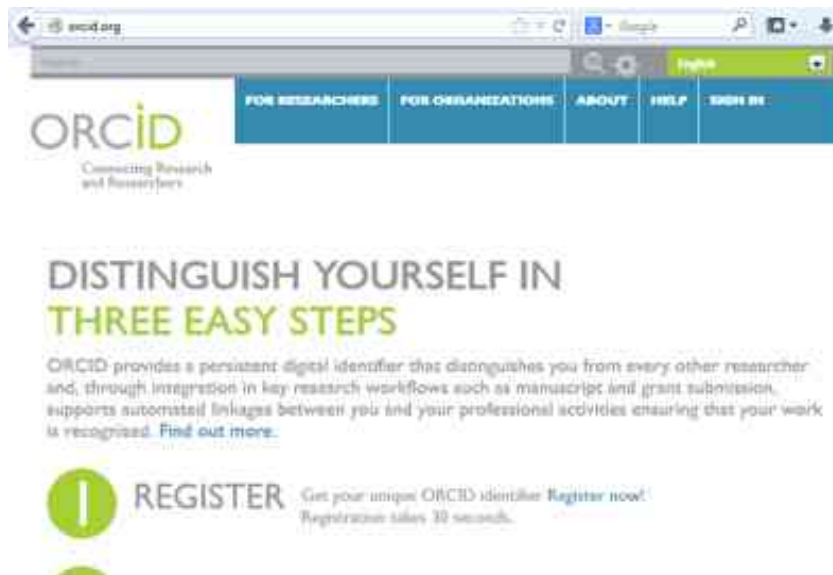 orcid.org
Google
English
FOR RESEARCHERS FOR ORGANIZATIONS ABOUT HELP SIGN IN
ORCiD
Connecting Research
and Researchers
DISTINGUISH YOURSELF IN
THREE EASY STEPS
ORCID provides a persistent digital identifier that distinguishes you from every other researcher
and, through integration in key research workflows such as manuscript and grant submission,
supports automated linkages between you and your professional activities ensuring that your work
is recognized. Find out more.
1 REGISTER Get your unique ORCID identifier Register now!
Registration takes 30 seconds.